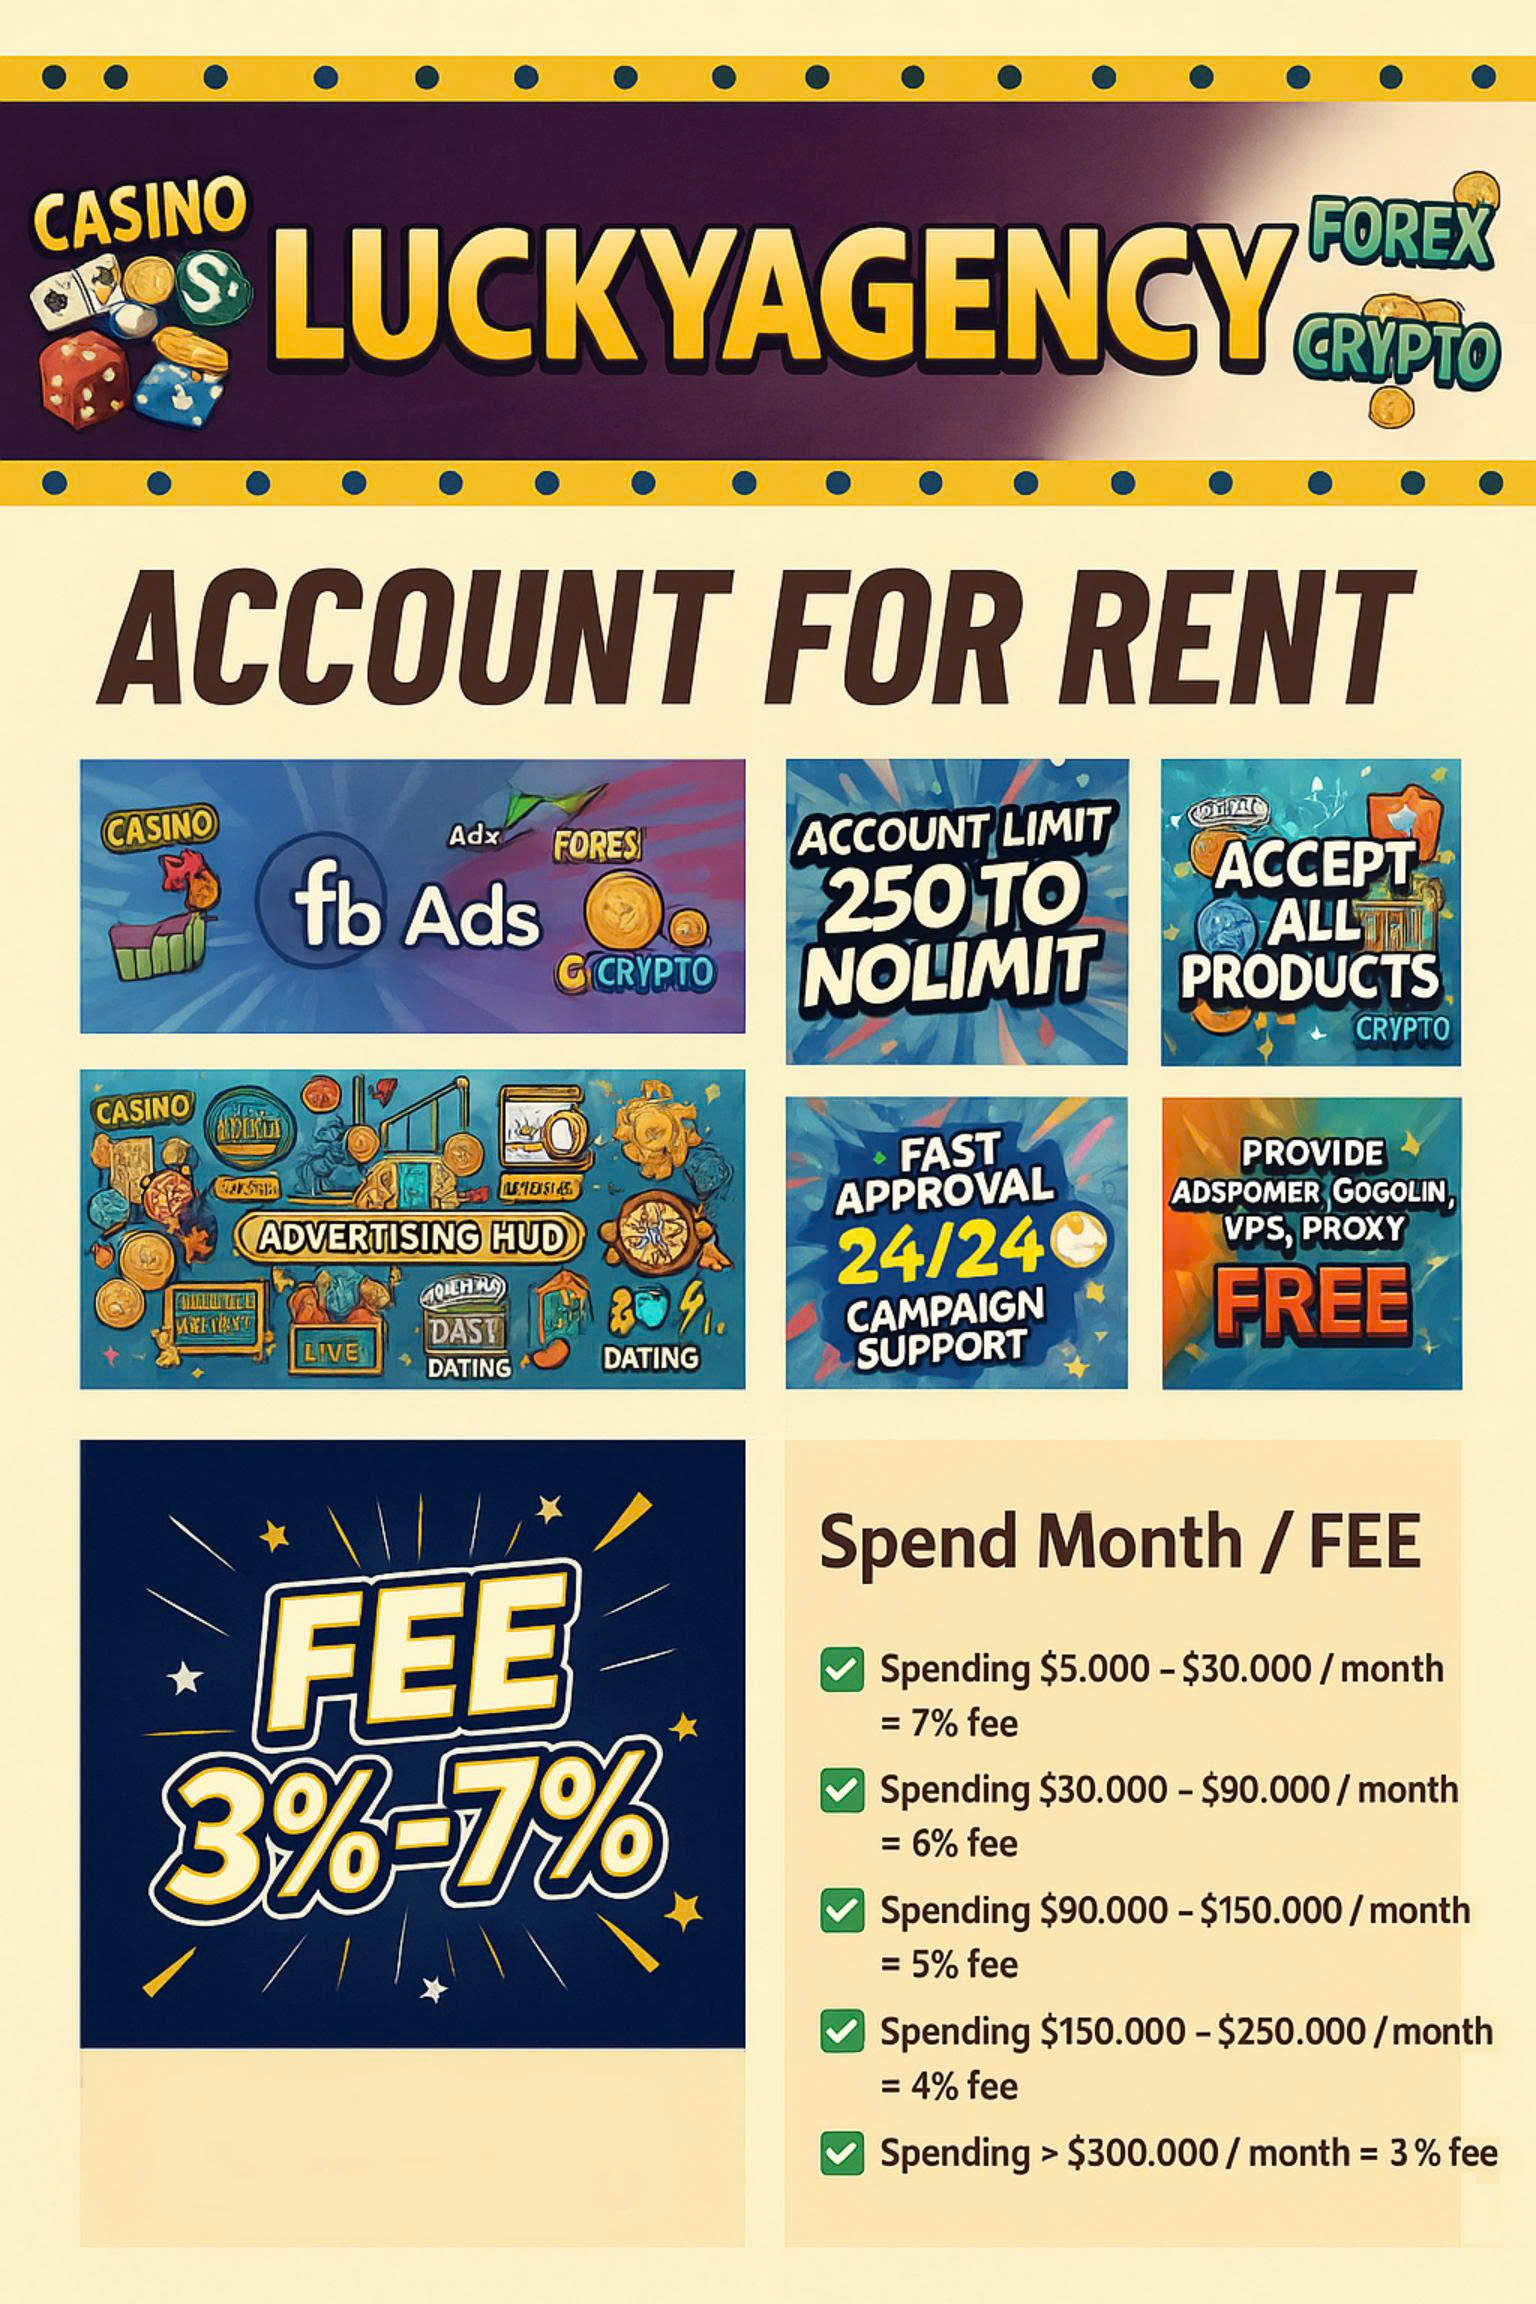 CASINO
LUCKYAGENCY
FOREX
CRYPTO
ACCOUNT FOR RENT
CASINO
fb Ads
Adx
FORES
G CRYPTO
ACCOUNT LIMIT
250 TO
NOLIMIT
ACCEPT
ALL
PRODUCTS
CRYPTO
CASINO
ADVERTISING HUD
LIVE
DAST
DATING
DATING
FAST
APPROVAL
24/24
CAMPAIGN
SUPPORT
PROVIDE
ADSPOMER, GOGOLIN,
VPS, PROXY
FREE
FEE
3%-7%
Spend Month / FEE
✅ Spending $5.000 – $30.000 / month
= 7% fee
✅ Spending $30.000 – $90.000 / month
= 6% fee
✅ Spending $90.000 – $150.000 / month
= 5% fee
✅ Spending $150.000 – $250.000 / month
= 4% fee
✅ Spending > $300.000 / month = 3 % fee